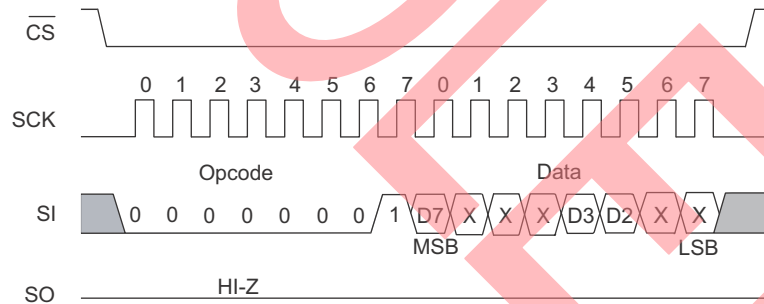 CS
0 1 2 3 4 5 6 7 0 1 2 3 4 5 6 7
SCK
Opcode Data
SI 0 0 0 0 0 0 0 1 D7 X X X D3 D2 X X
MSB LSB
HI-Z
SO